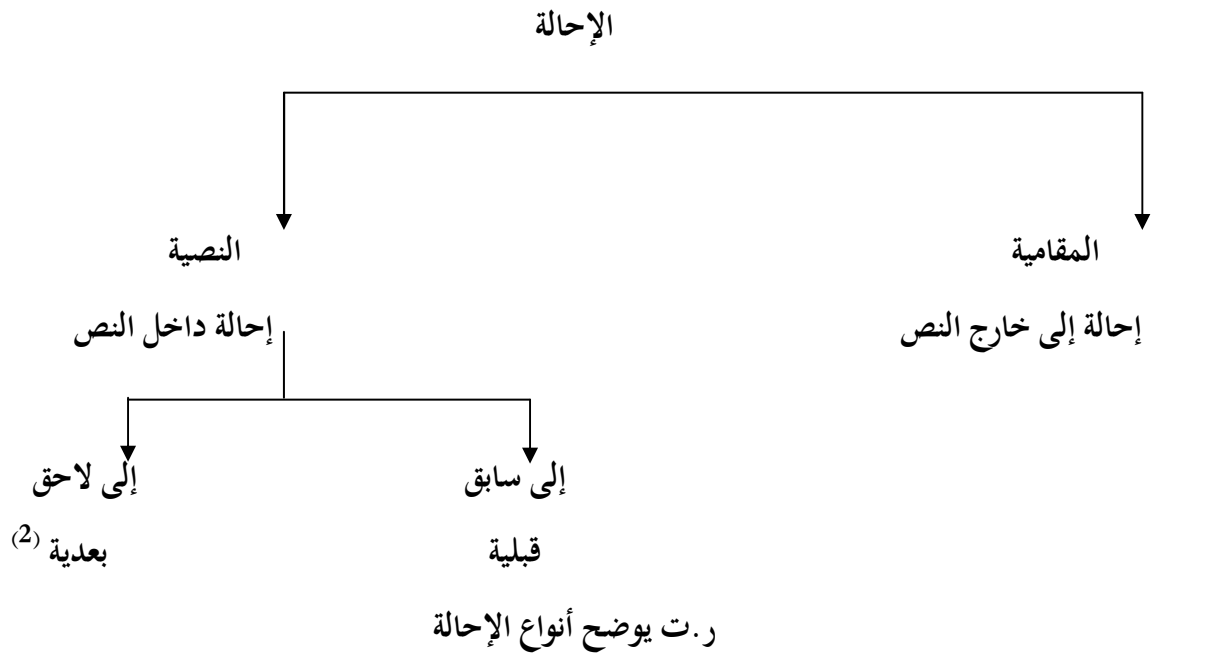 الإحالة
المقامية
النصية
إحالة إلى خارج النص
إحالة داخل النص
إلى سابق
إلى لاحق
قبلية
بعدية (2)
ر.ت يوضح أنواع الإحالة